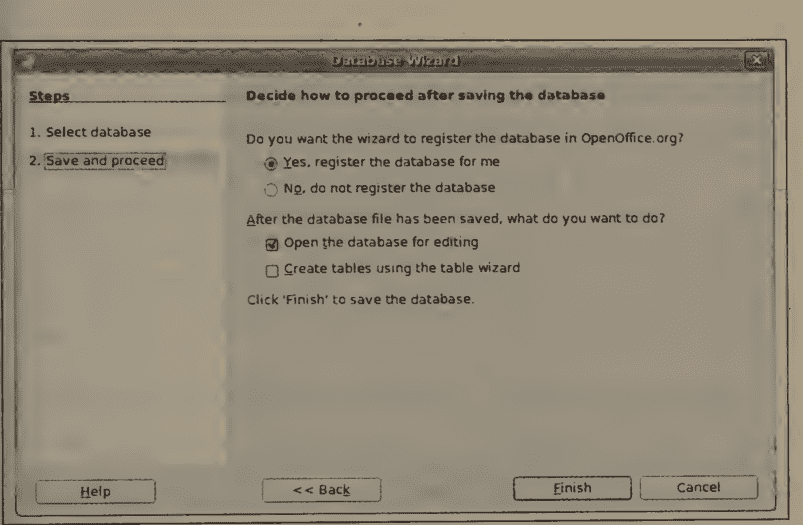 Database Wizard
Steps
1. Select database
2. Save and proceed
Decide how to proceed after saving the database
Do you want the wizard to register the database in OpenOffice.org?
Yes, register the database for me
No, do not register the database
After the database file has been saved, what do you want to do?
Open the database for editing
Create tables using the table wizard
Click 'Finish' to save the database.
Help
<< Back
Finish
Cancel